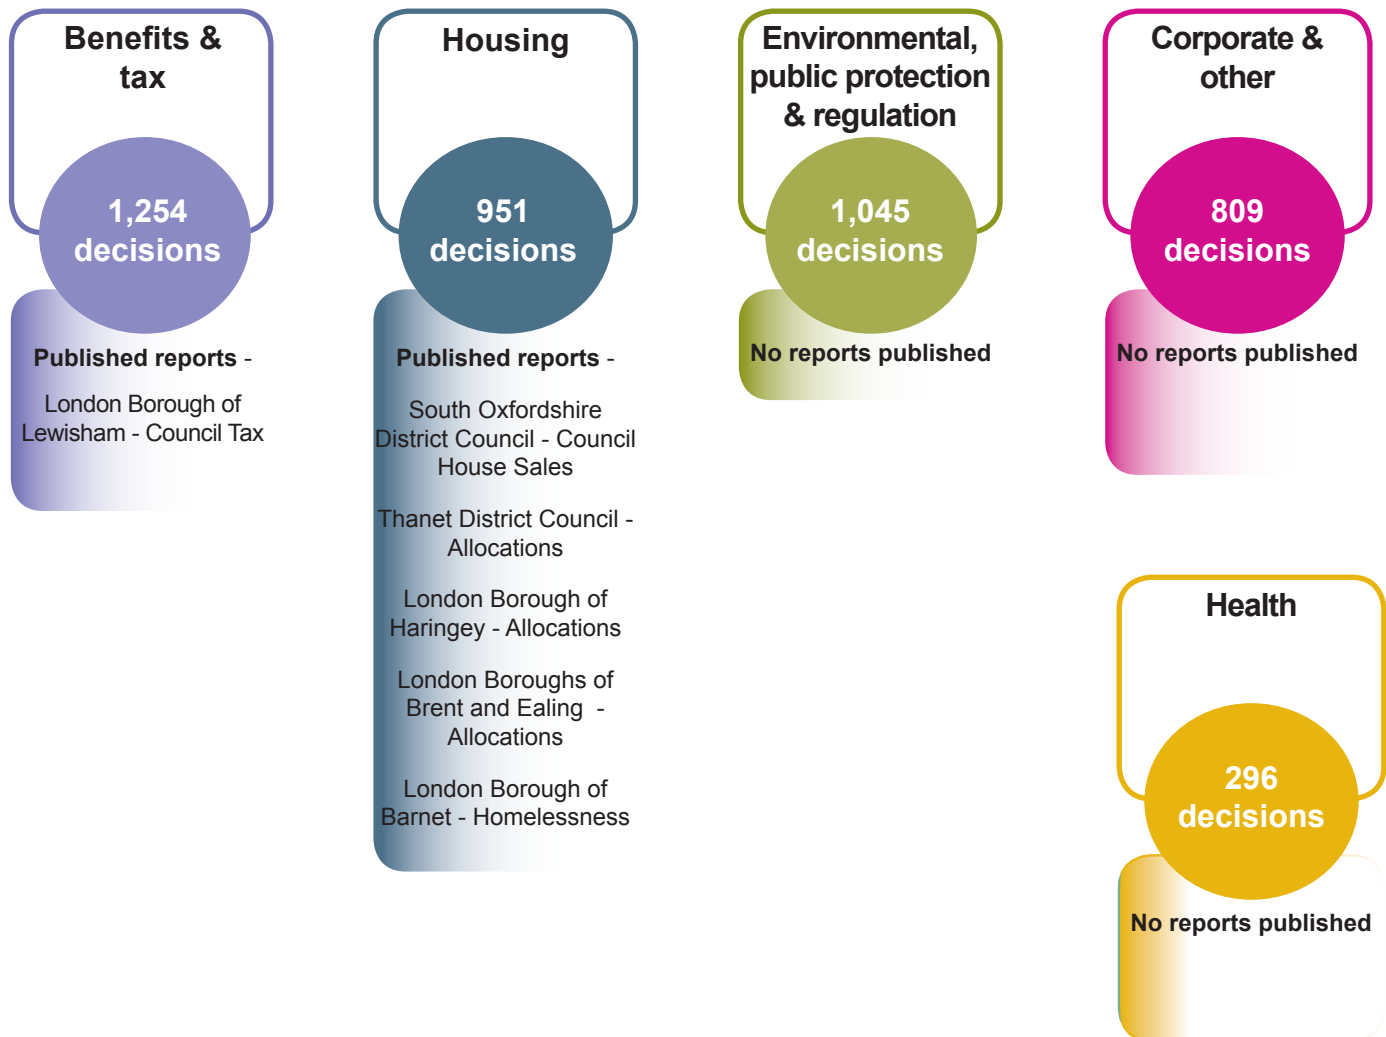 Benefits &
tax
1,254
decisions
Published reports -
London Borough of
Lewisham - Council Tax
Housing
951
decisions
Published reports -
South Oxfordshire
District Council - Council
House Sales
Thanet District Council -
Allocations
London Borough of
Haringey - Allocations
London Boroughs of
Brent and Ealing  -
Allocations
London Borough of
Barnet - Homelessness
Environmental,
public protection
& regulation
1,045
decisions
No reports published
Corporate &
other
809
decisions
No reports published
Health
296
decisions
No reports published